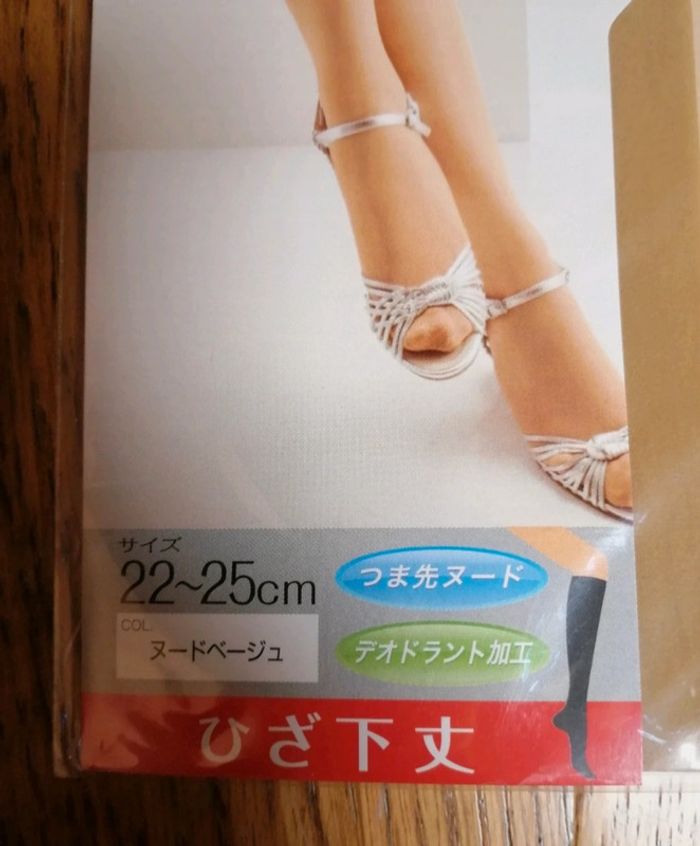 サイズ
22~25cm
つま先ヌード
COL.
ヌードベージュ
デオドラント加工
ひざ下丈